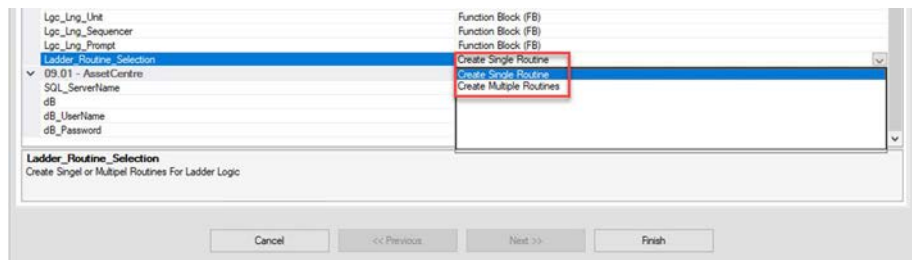 Lgc_Lng_Unit Function Block (FB)
Lgc_Lng_Sequencer Function Block (FB)
Lgc_Lng_Prompt Function Block (FB)
Ladder_Routine_Selection Create Single Routine
09.01 - AssetCentre Create Single Routine
SQL_ServerName Create Multiple Routines
dB
dB_UserName
dB_Password
Ladder_Routine_Selection
Create Singel or Multipel Routines For Ladder Logic
Cancel << Previous Next >> Finish